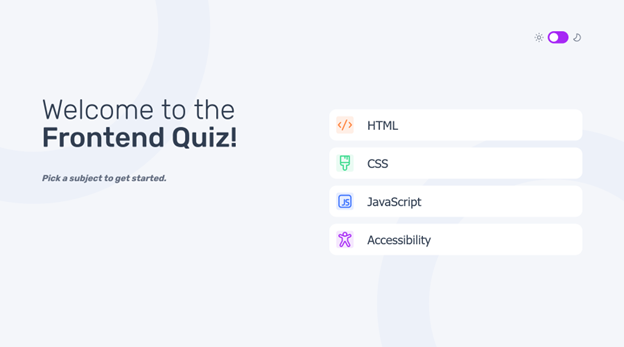 Welcome to the
Frontend Quiz!
Pick a subject to get started.
HTML
CSS
JS
JavaScript
Accessibility